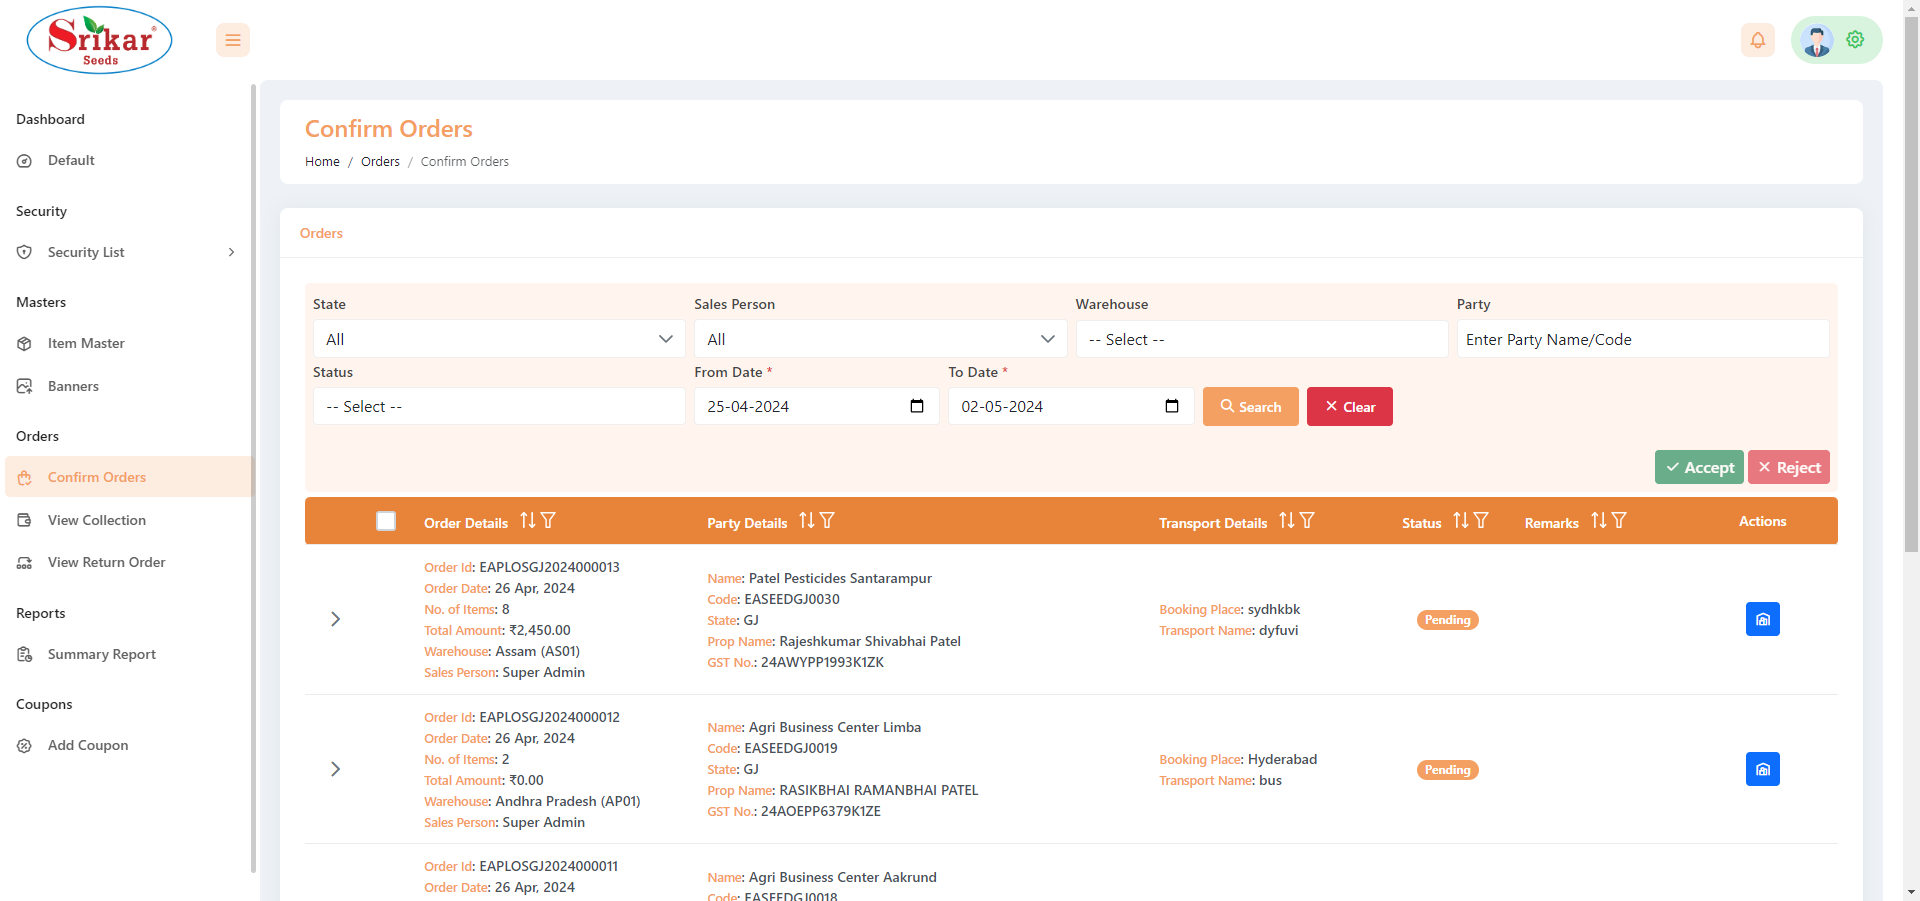 Srikar
Seeds
Dashboard
Default
Security
Security List
Masters
Item Master
Banners
Orders
Confirm Orders
View Collection
View Return Order
Reports
Summary Report
Coupons
Add Coupon
Confirm Orders
Home / Orders / Confirm Orders
Orders
State Sales Person Warehouse Party
All All -- Select -- Enter Party Name/Code
Status From Date * To Date *
-- Select -- 25-04-2024 02-05-2024 Search Clear
Accept Reject
Order Details Party Details Transport Details Status Remarks Actions
Order Id: EAPLOSGJ2024000013
Order Date: 26 Apr, 2024
No. of Items: 8
Total Amount: ₹2,450.00
Warehouse: Assam (AS01)
Sales Person: Super Admin
Name: Patel Pesticides Santarampur
Code: EASEEDGJ0030
State: GJ
Prop Name: Rajeshkumar Shivabhai Patel
GST No.: 24AWYPP1993K1ZK
Booking Place: sydhkbk
Transport Name: dyfuvi
Pending
Order Id: EAPLOSGJ2024000012
Order Date: 26 Apr, 2024
No. of Items: 2
Total Amount: ₹0.00
Warehouse: Andhra Pradesh (AP01)
Sales Person: Super Admin
Name: Agri Business Center Limba
Code: EASEEDGJ0019
State: GJ
Prop Name: RASIKBHAI RAMANBHAI PATEL
GST No.: 24AOEPP6379K1ZE
Booking Place: Hyderabad
Transport Name: bus
Pending
Order Id: EAPLOSGJ2024000011
Order Date: 26 Apr, 2024
Name: Agri Business Center Aakrund
Code: EASEEDGJ0018